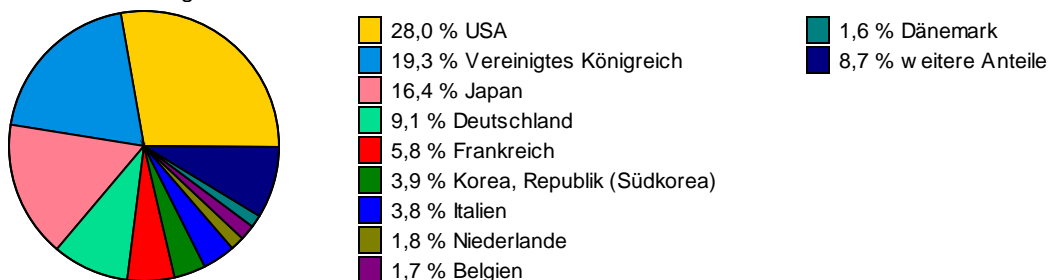 28,0 % USA
19,3 % Vereinigtes Königreich
16,4 % Japan
9,1 % Deutschland
5,8 % Frankreich
3,9 % Korea, Republik (Südkorea)
3,8 % Italien
1,8 % Niederlande
1,7 % Belgien
1,6 % Dänemark
8,7 % weitere Anteile